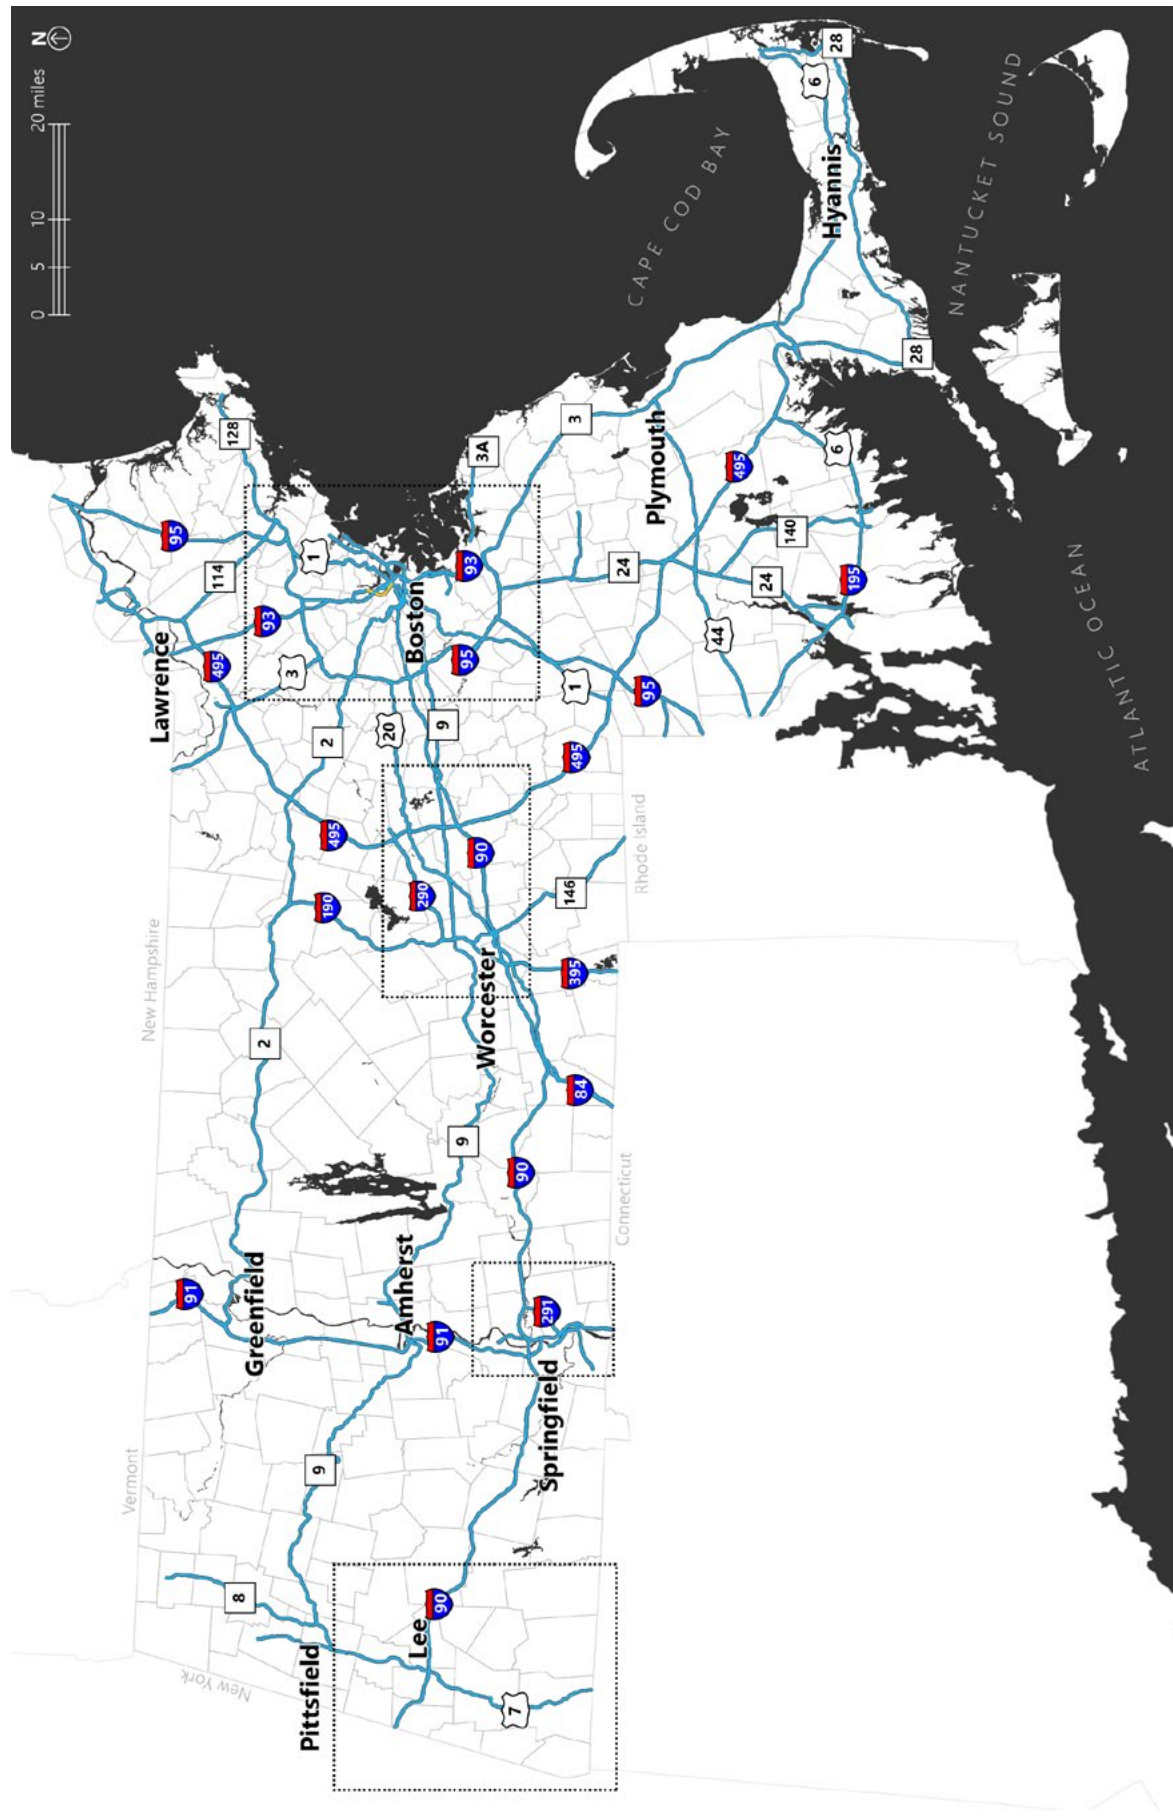 N
0 5 10 20 miles
New Hampshire
Vermont
New York
Lawrence
95
128
114
495
93
3
1
91
Greenfield
2
190
495
2
20
Boston
93
3A
8
9
Pittsfield
Amherst
91
9
290
9
95
90
Lee
90
Worcester
90
291
Springfield
84
395
146
495
1
3
24
95
Plymouth
44
495
24
140
195
6
7
Connecticut
Rhode Island
CAPE COD BAY
6
28
Hyannis
28
NANTUCKET SOUND
ATLANTIC OCEAN